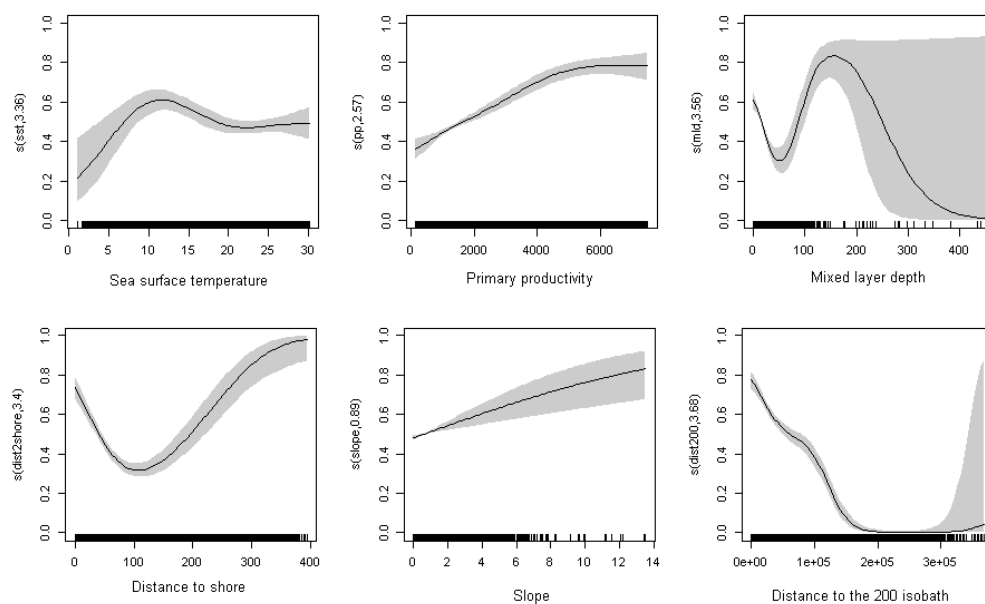 s(sst,3.36)
0.0 0.2 0.4 0.6 0.8 1.0
0 5 10 15 20 25 30
Sea surface temperature
s(pp,2.57)
0.0 0.2 0.4 0.6 0.8 1.0
0 2000 4000 6000
Primary productivity
s(mld,3.56)
0.0 0.2 0.4 0.6 0.8 1.0
0 100 200 300 400
Mixed layer depth
s(dist2shore,3.4)
0.0 0.2 0.4 0.6 0.8 1.0
0 100 200 300 400
Distance to shore
s(slope,0.89)
0.0 0.2 0.4 0.6 0.8 1.0
0 2 4 6 8 10 12 14
Slope
s(dist200,3.68)
0.0 0.2 0.4 0.6 0.8 1.0
0e+00 1e+05 2e+05 3e+05
Distance to the 200 isobath